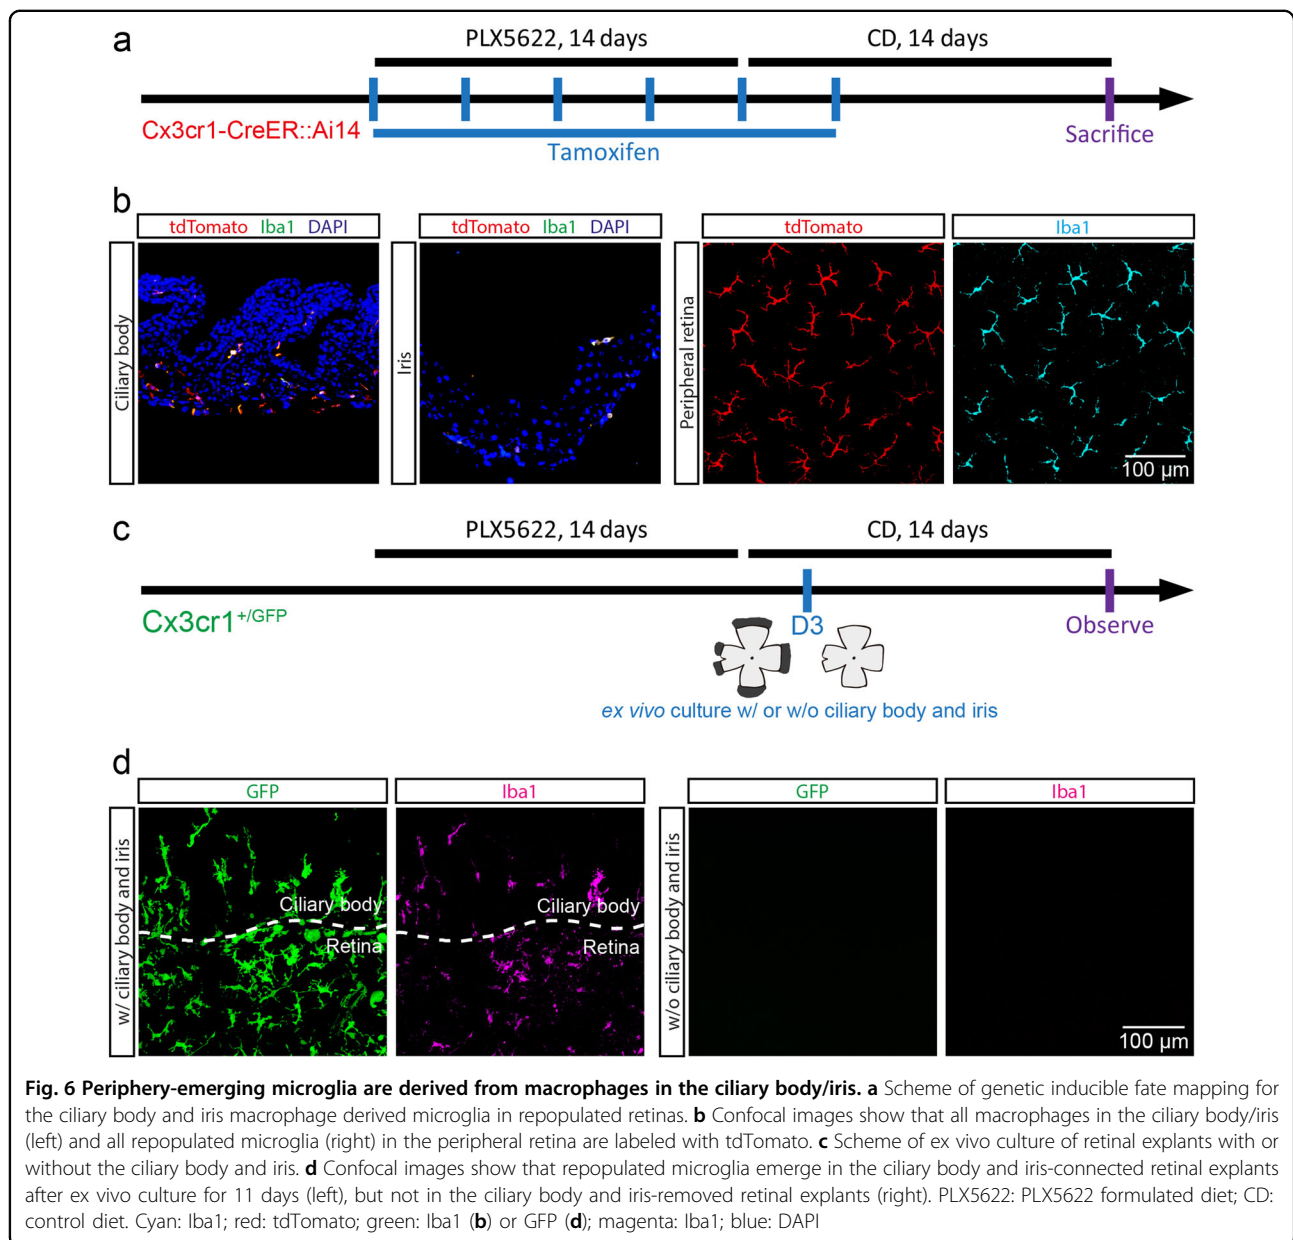 a
PLX5622, 14 days
CD, 14 days
Cx3cr1-CreER::Ai14
Tamoxifen
Sacrifice
b
tdTomato Iba1 DAPI
tdTomato Iba1 DAPI
tdTomato
Iba1
Ciliary body
Iris
Peripheral retina
100 µm
c
PLX5622, 14 days
CD, 14 days
Cx3cr1+/GFP
D3
Observe
ex vivo culture w/ or w/o ciliary body and iris
d
GFP
Iba1
GFP
Iba1
w/ ciliary body and iris
Ciliary body
Retina
Ciliary body
Retina
w/o ciliary body and iris
100 µm
Fig. 6 Periphery-emerging microglia are derived from macrophages in the ciliary body/iris. a Scheme of genetic inducible fate mapping for
the ciliary body and iris macrophage derived microglia in repopulated retinas. b Confocal images show that all macrophages in the ciliary body/iris
(left) and all repopulated microglia (right) in the peripheral retina are labeled with tdTomato. c Scheme of ex vivo culture of retinal explants with or
without the ciliary body and iris. d Confocal images show that repopulated microglia emerge in the ciliary body and iris-connected retinal explants
after ex vivo culture for 11 days (left), but not in the ciliary body and iris-removed retinal explants (right). PLX5622: PLX5622 formulated diet; CD:
control diet. Cyan: Iba1; red: tdTomato; green: Iba1 (b) or GFP (d); magenta: Iba1; blue: DAPI